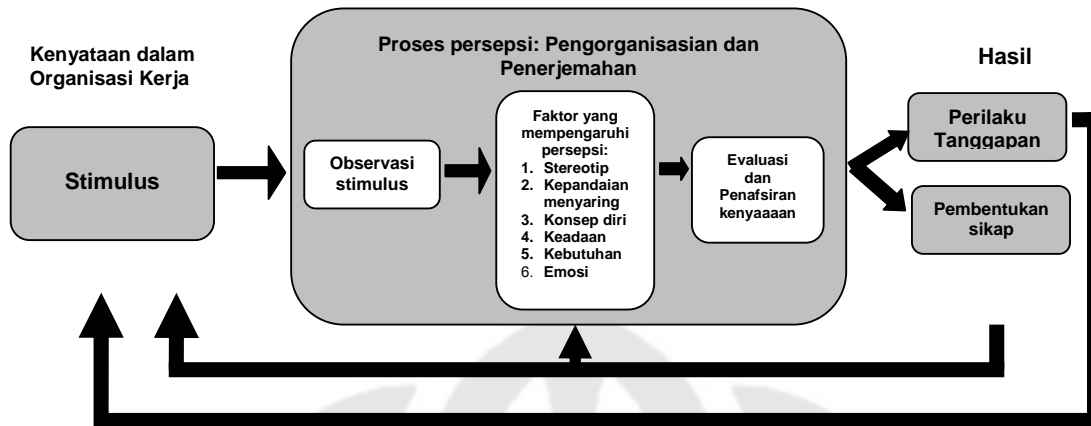 Kenyataan dalam
Organisasi Kerja
Stimulus
Proses persepsi: Pengorganisasian dan
Penerjemahan
Observasi
stimulus
Faktor yang
mempengaruhi
persepsi:
1. Stereotip
2. Kepandaian
menyaring
3. Konsep diri
4. Keadaan
5. Kebutuhan
6. Emosi
Evaluasi
dan
Penafsiran
kenyaaaan
Hasil
Perilaku
Tanggapan
Pembentukan
sikap